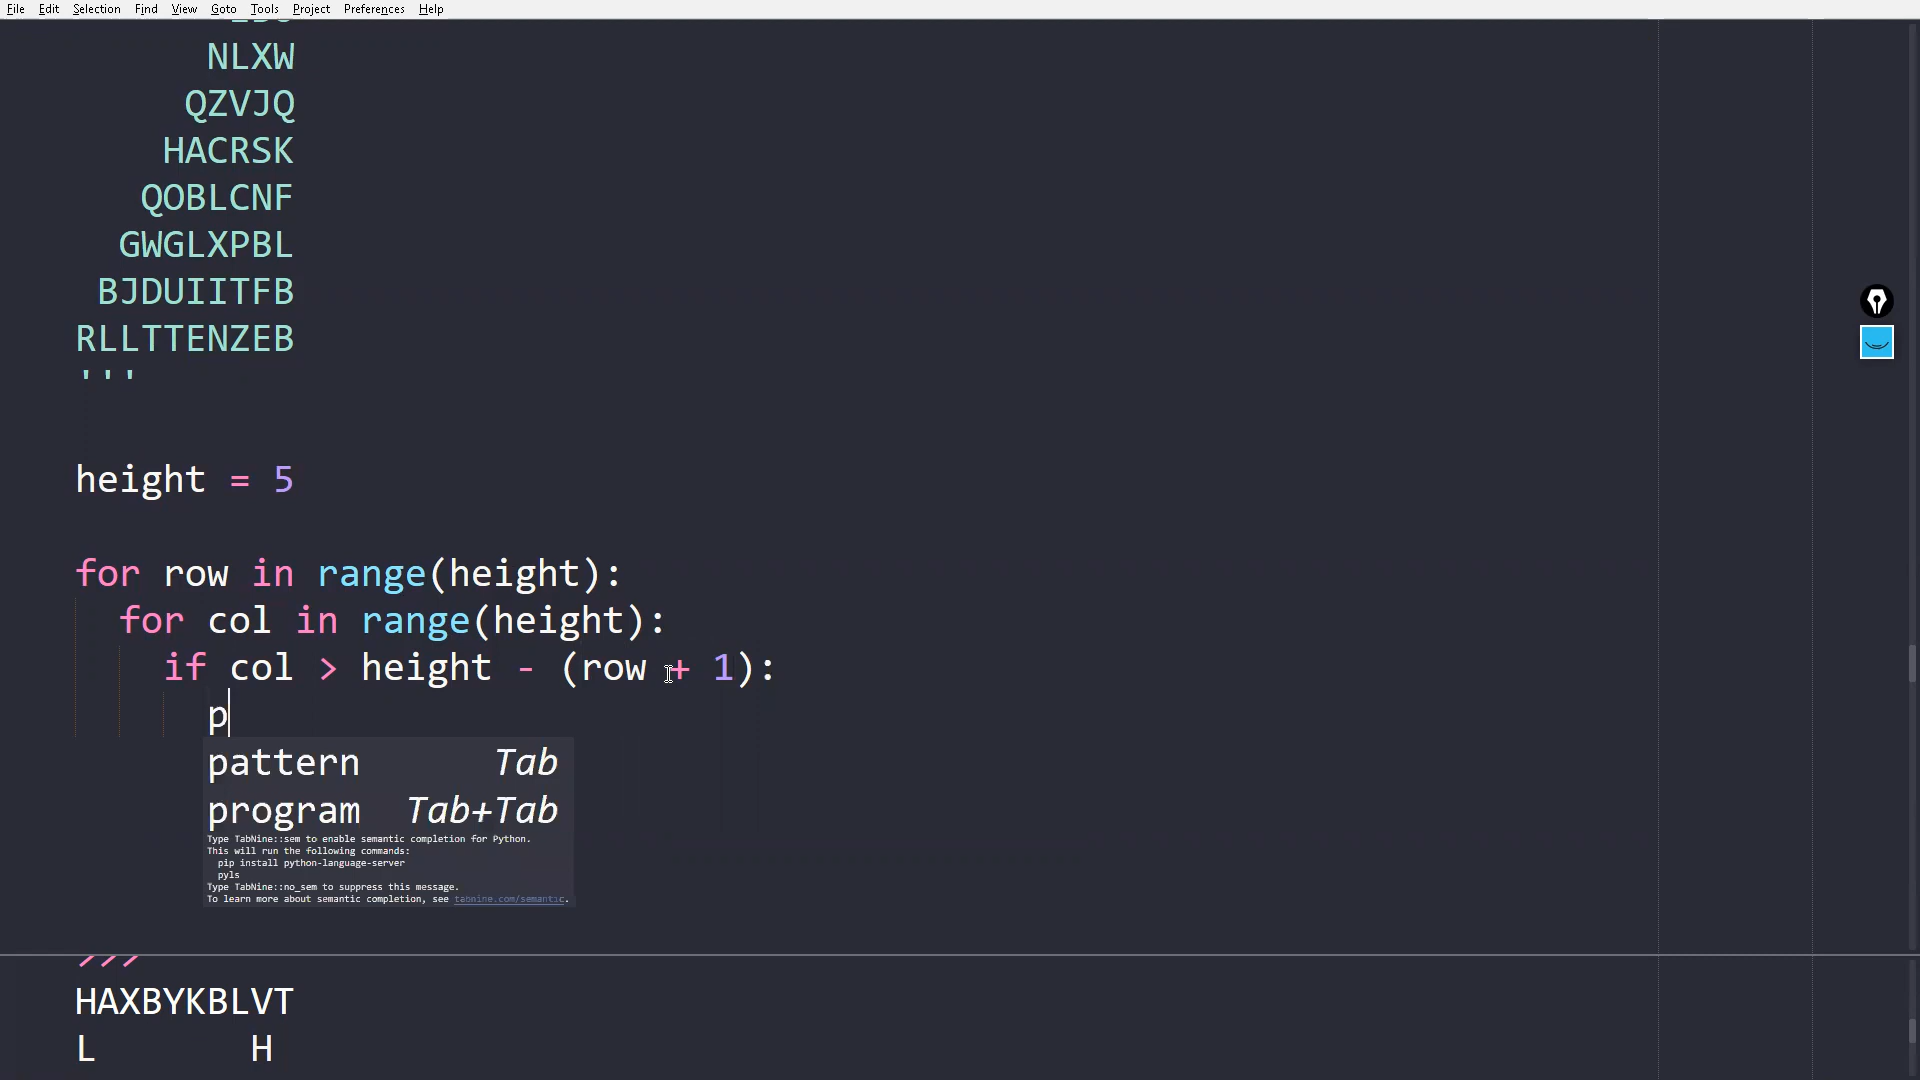 File Edit Selection Find View Goto Tools Project Preferences Help
NLXW
QZVJQ
HACRSK
QOBLCNF
GWGLXPBL
BJDUIITFB
RLLTTENZEB
'''
height = 5
for row in range(height):
for col in range(height):
if col > height - (row + 1):
p
pattern Tab
program Tab+Tab
Type TabNine::sem to enable semantic completion for Python.
This will run the following commands:
pip install python-language-server
pyls
Type TabNine::no_sem to suppress this message.
To learn more about semantic completion, see tabnine.com/semantic.
>>>
HAXBYKBLVT
L H